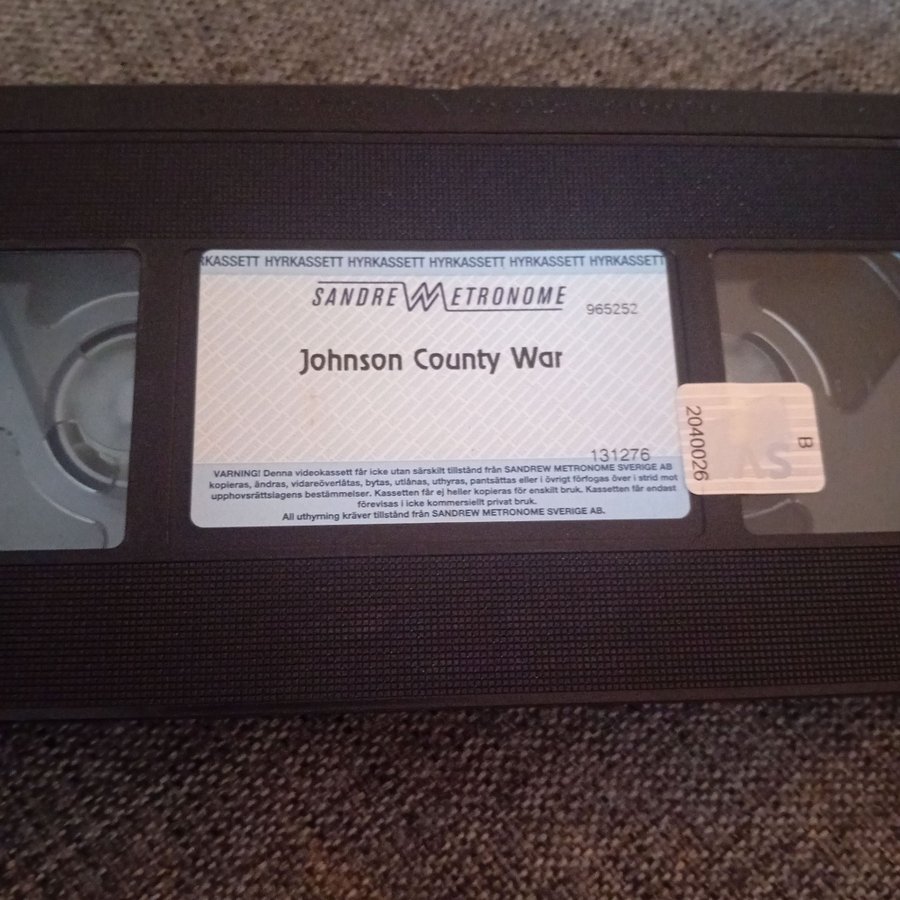 RKASSETT HYRKASSETT HYRKASSETT HYRKASSETT HYRKASSETT HYRKASSETT
SANDREW METRONOME
965252
Johnson County War
131276
VARNING! Denna videokassett får icke utan särskilt tillstånd från SANDREW METRONOME SVERIGE AB
kopieras, ändras, vidareöverlåtas, bytas, utlånas, uthyras, pantsättas eller i övrigt förfogas över i strid mot
upphovsrättslagens bestämmelser. Kassetten får ej heller kopieras för enskilt bruk. Kassetten får endast
förevisas i icke kommersiellt privat bruk.
All uthyrning kräver tillstånd från SANDREW METRONOME SVERIGE AB.
B
2040026